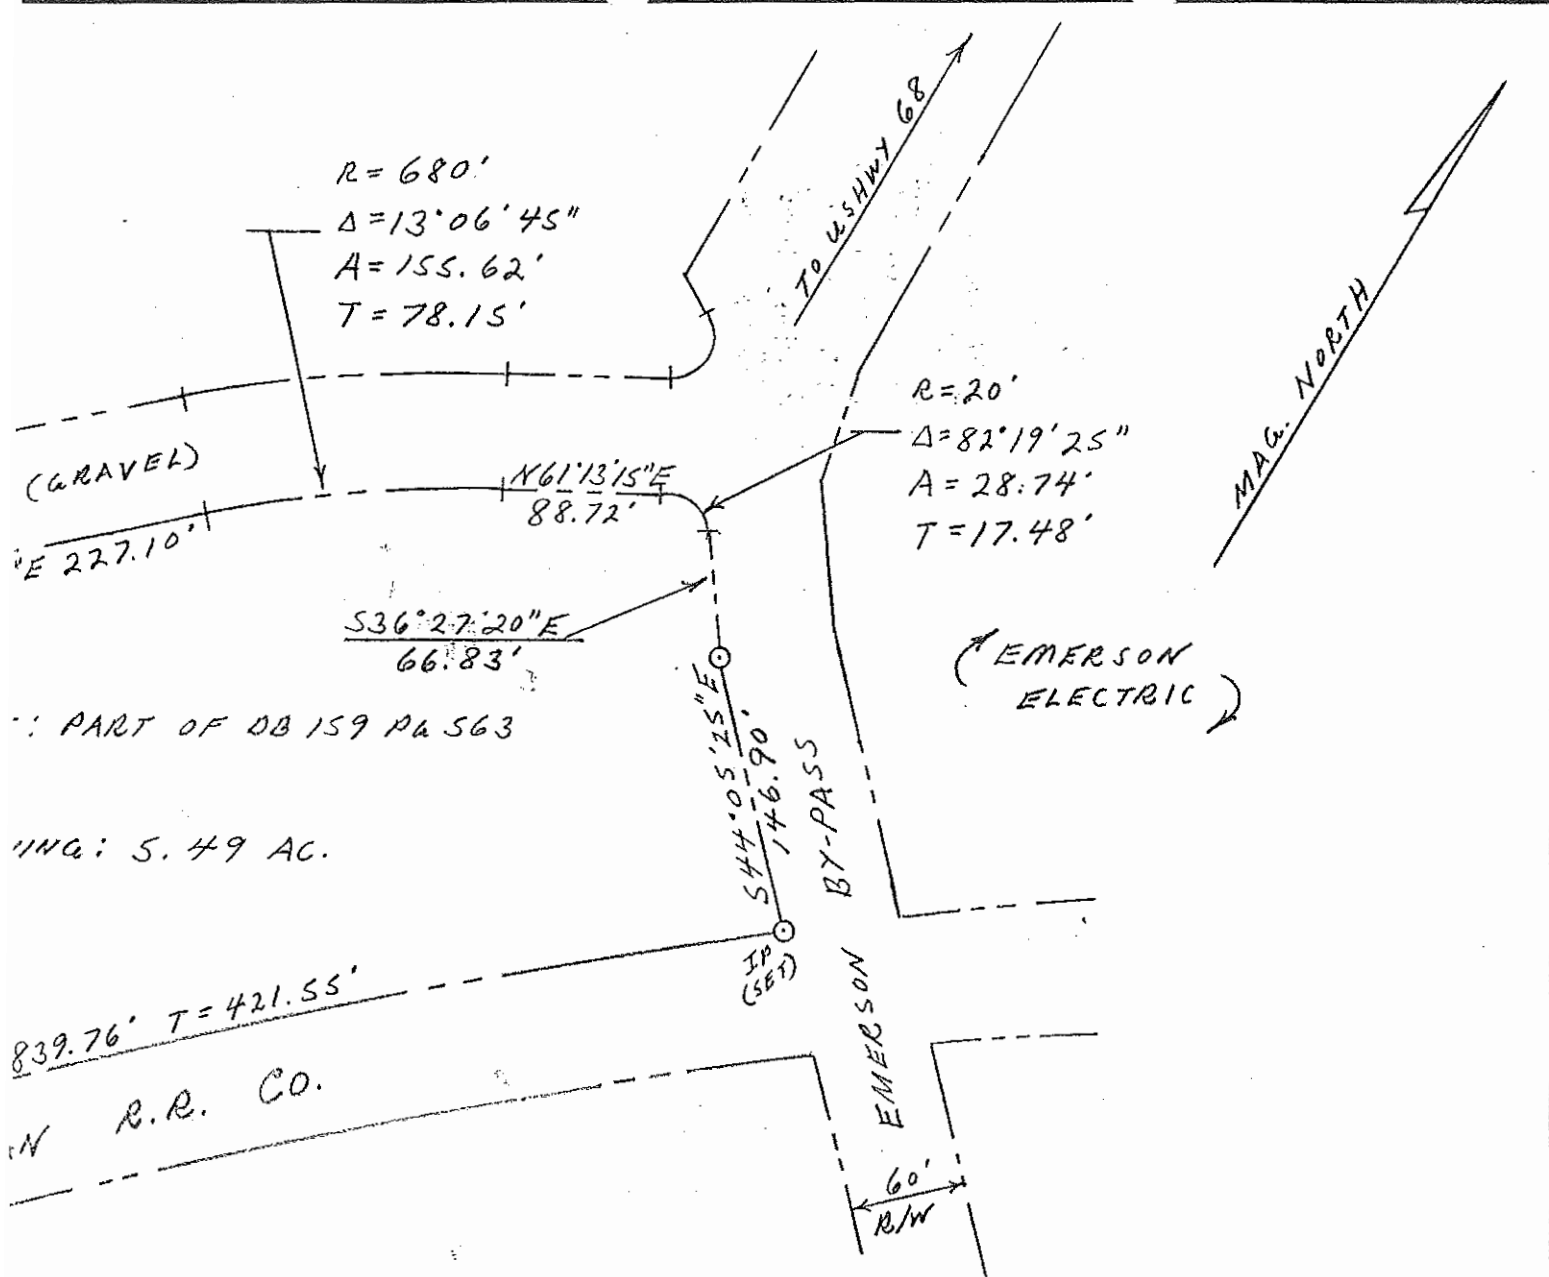 R = 680'
Δ = 13°06'45"
A = 155.62'
T = 78.15'
TO US HWY 68
MAG. NORTH
R = 20'
Δ = 82°19'25"
A = 28.74'
T = 17.48'
(GRAVEL)
N61°13'15"E
88.72'
"E 227.10'
S36°27'20"E
66.83'
(EMERSON
ELECTRIC)
: PART OF DB 159 PG 563
S44°05'25"E
146.90'
ING: 5.49 AC.
IP
(SET)
EMERSON BY-PASS
839.76' T = 421.55'
N R.R. CO.
60'
R/W